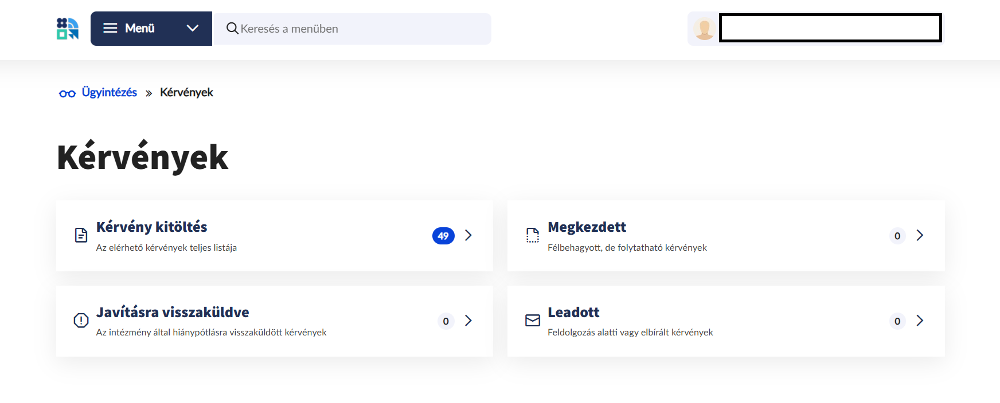 Menü
Keresés a menüben
Ügyintézés » Kérvények
Kérvények
Kérvény kitöltés
49
Az elérhető kérvények teljes listája
Megkezdett
0
Félbehagyott, de folytatható kérvények
Javításra visszaküldve
0
Az intézmény által hiánypótlásra visszaküldött kérvények
Leadott
0
Feldolgozás alatti vagy elbírált kérvények